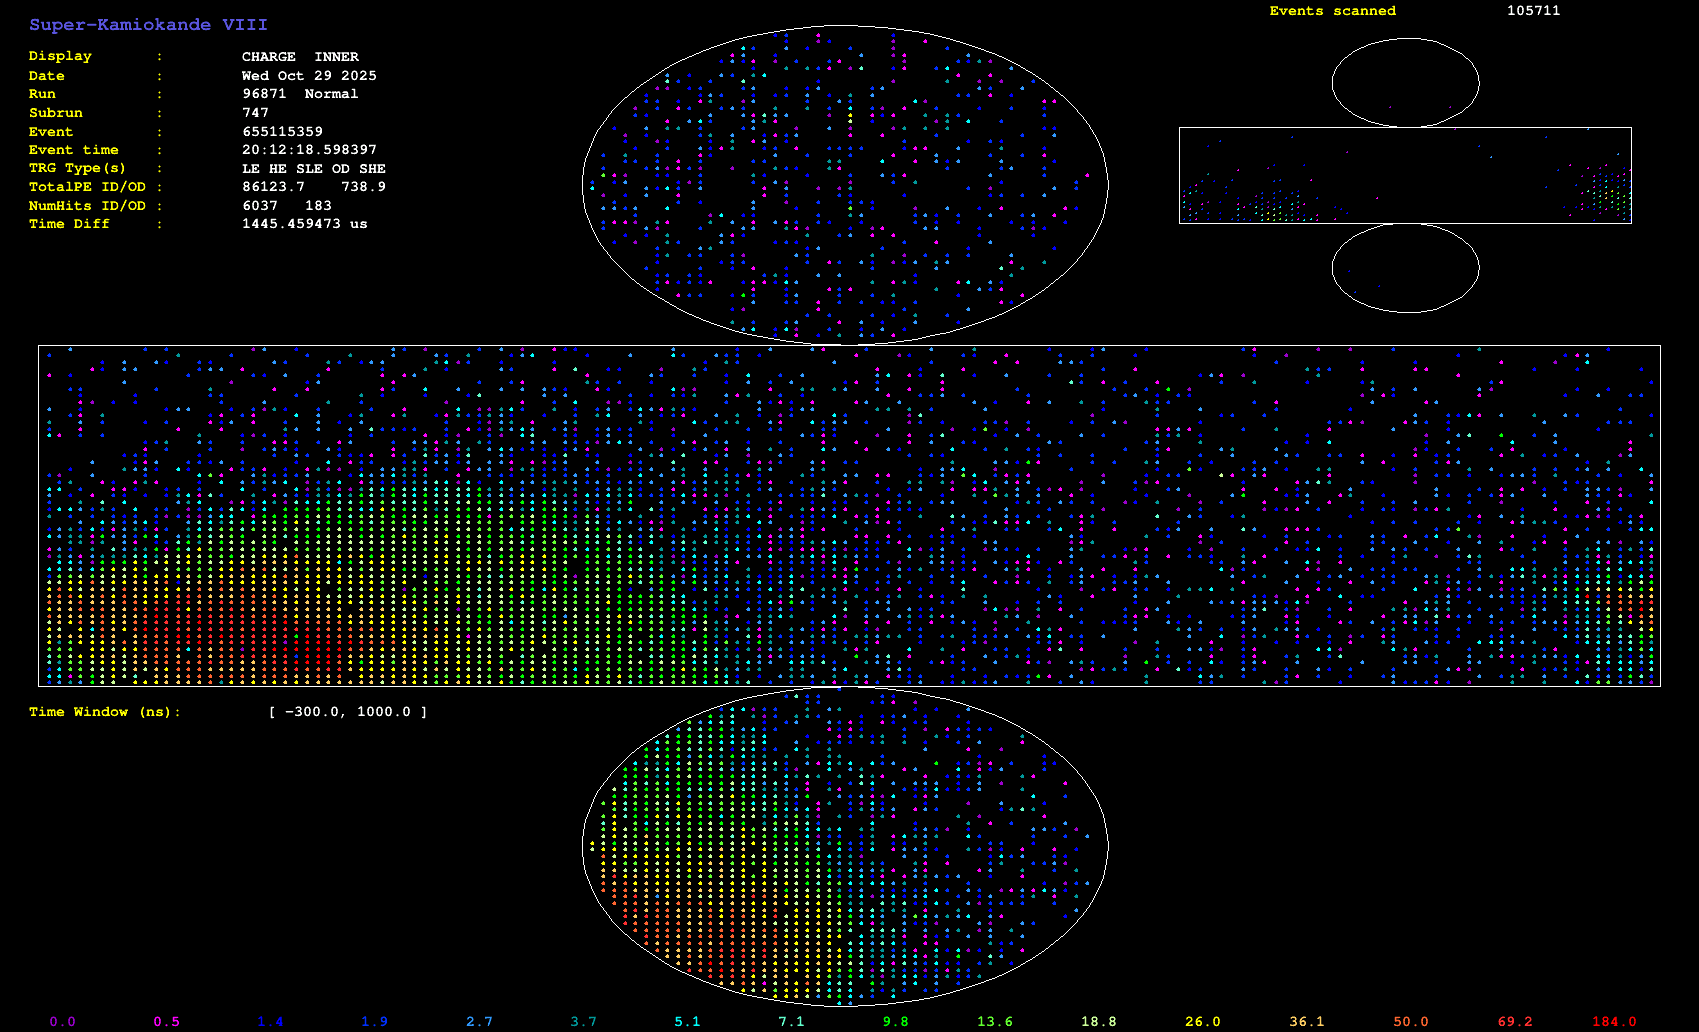 Super-Kamiokande VIII
Events scanned 105711
Display : CHARGE INNER
Date : Wed Oct 29 2025
Run : 96871 Normal
Subrun : 747
Event : 655115359
Event time : 20:12:18.598397
TRG Type(s) : LE HE SLE OD SHE
TotalPE ID/OD : 86123.7 738.9
NumHits ID/OD : 6037 183
Time Diff : 1445.459473 us
Time Window (ns): [ -300.0, 1000.0 ]
0.0 0.5 1.4 1.9 2.7 3.7 5.1 7.1 9.8 13.6 18.8 26.0 36.1 50.0 69.2 184.0